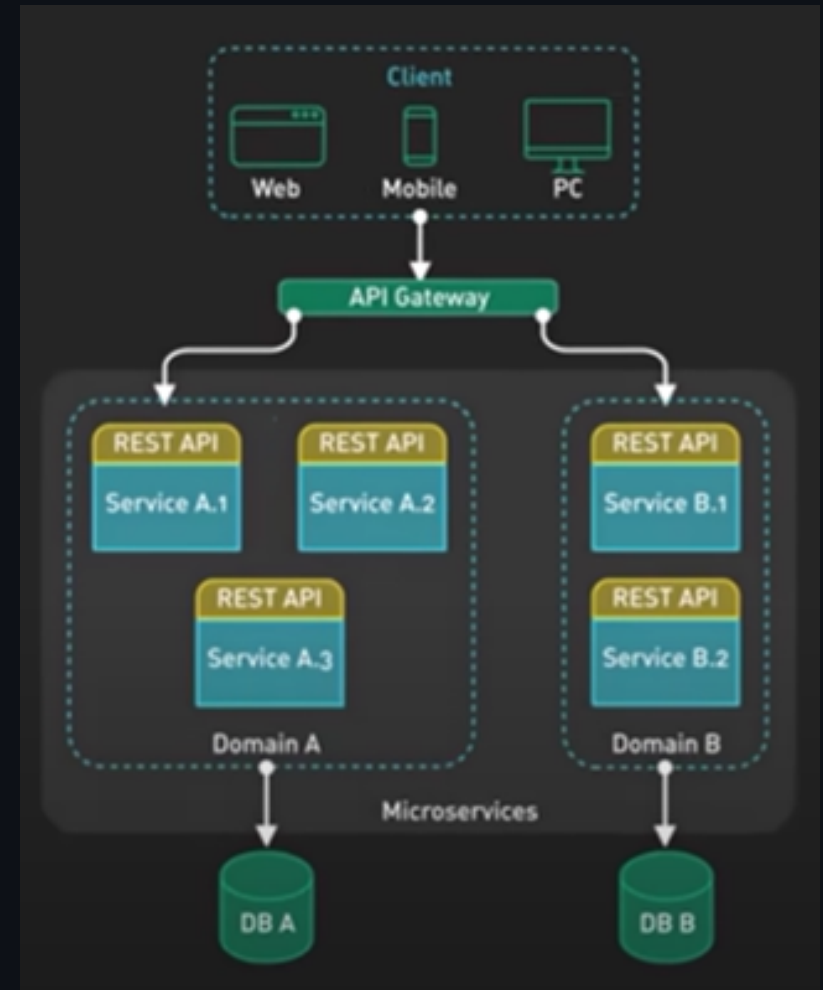 Client
Web Mobile PC
API Gateway
REST API REST API REST API
Service A.1 Service A.2 Service B.1
REST API REST API
Service A.3 Service B.2
Domain A Domain B
Microservices
DB A DB B